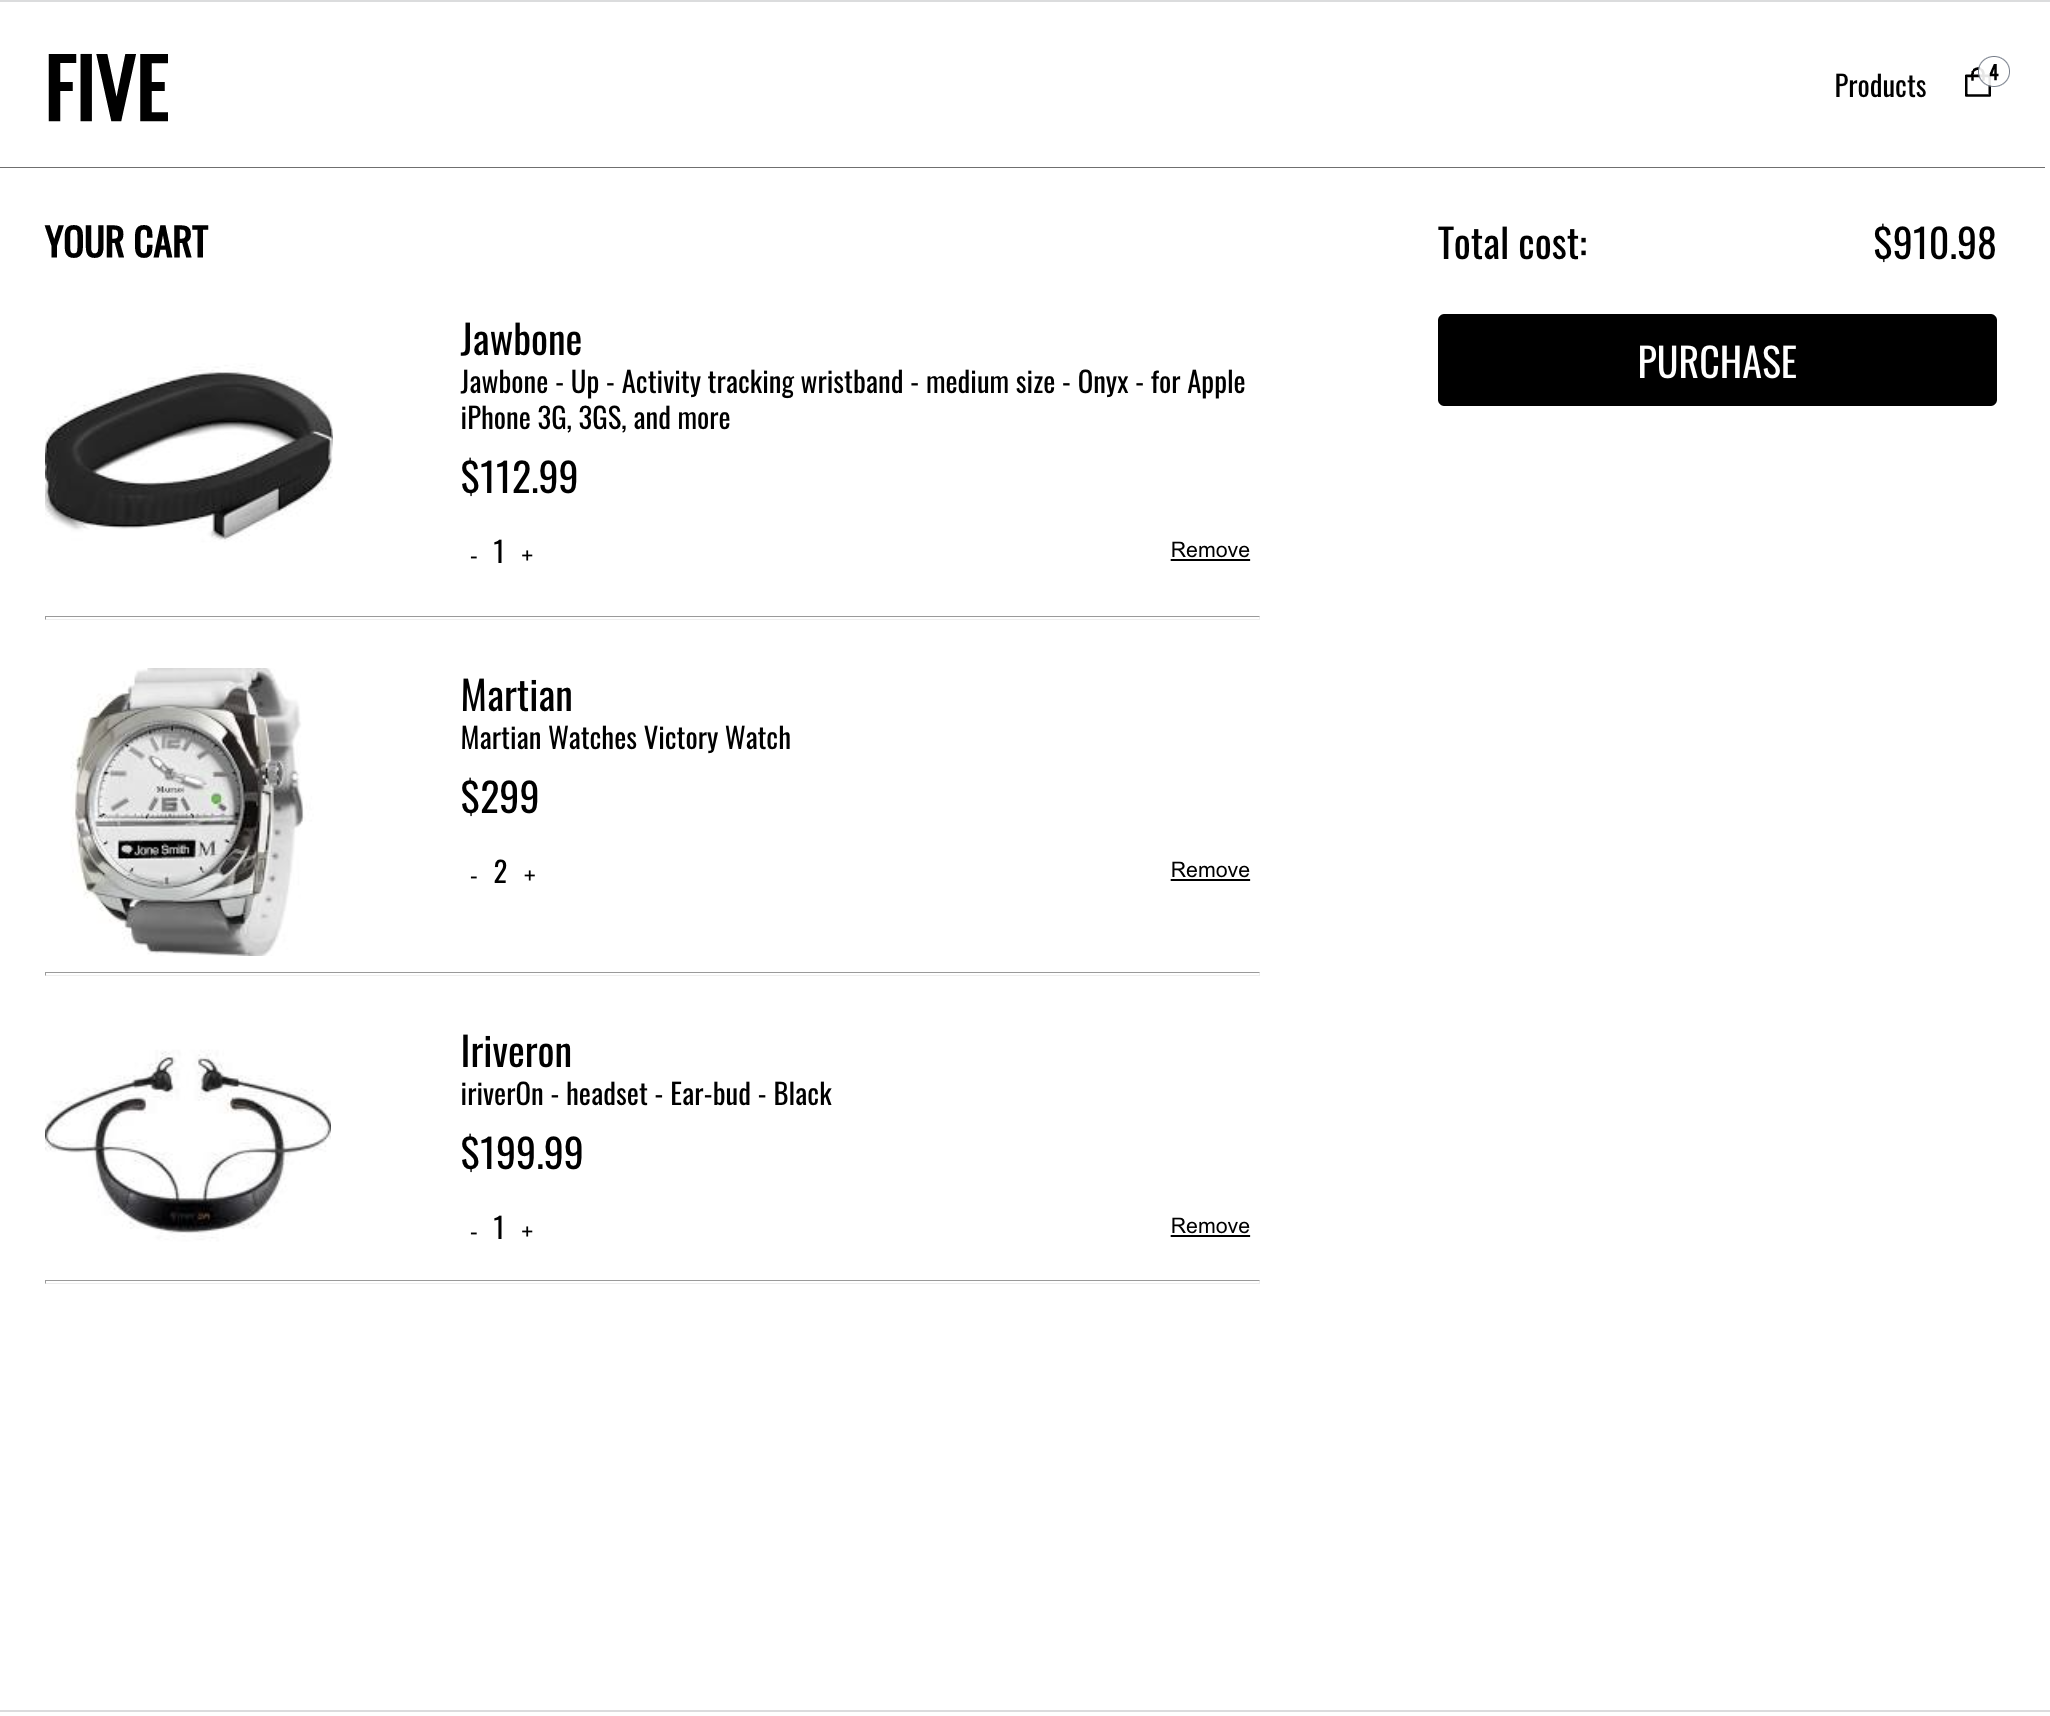 FIVE
Products
4
YOUR CART
Total cost:
$910.98
PURCHASE
Jawbone
Jawbone - Up - Activity tracking wristband - medium size - Onyx - for Apple
iPhone 3G, 3GS, and more
$112.99
- 1 +
Remove
MARTIAN
Jone Smith M
Martian
Martian Watches Victory Watch
$299
- 2 +
Remove
Iriveron
iriverOn - headset - Ear-bud - Black
$199.99
- 1 +
Remove